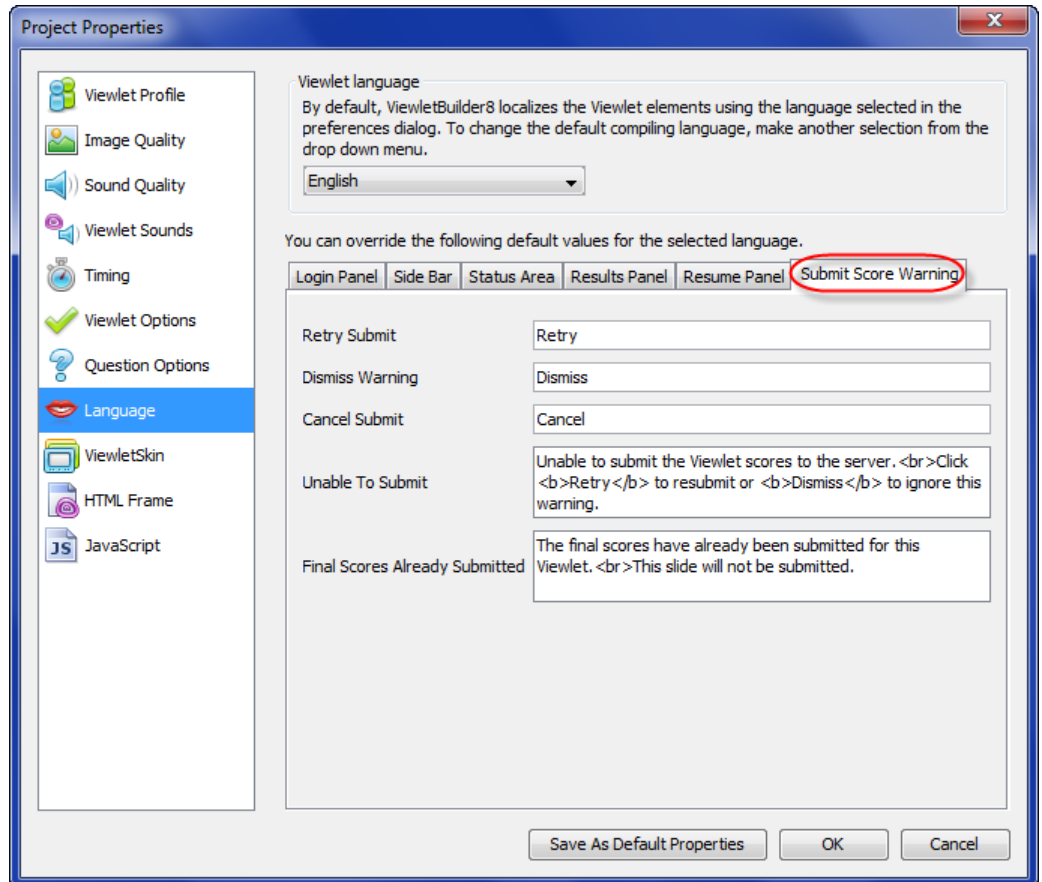 Project Properties
Viewlet Profile
Image Quality
Sound Quality
Viewlet Sounds
Timing
Viewlet Options
Question Options
Language
ViewletSkin
HTML Frame
JS JavaScript
Viewlet language
By default, ViewletBuilder8 localizes the Viewlet elements using the language selected in the
preferences dialog. To change the default compiling language, make another selection from the
drop down menu.
English
You can override the following default values for the selected language.
Login Panel Side Bar Status Area Results Panel Resume Panel Submit Score Warning
Retry Submit Retry
Dismiss Warning Dismiss
Cancel Submit Cancel
Unable To Submit
Unable to submit the Viewlet scores to the server.<br>Click
<b>Retry</b> to resubmit or <b>Dismiss</b> to ignore this
warning.
Final Scores Already Submitted
The final scores have already been submitted for this
Viewlet.<br>This slide will not be submitted.
Save As Default Properties OK Cancel